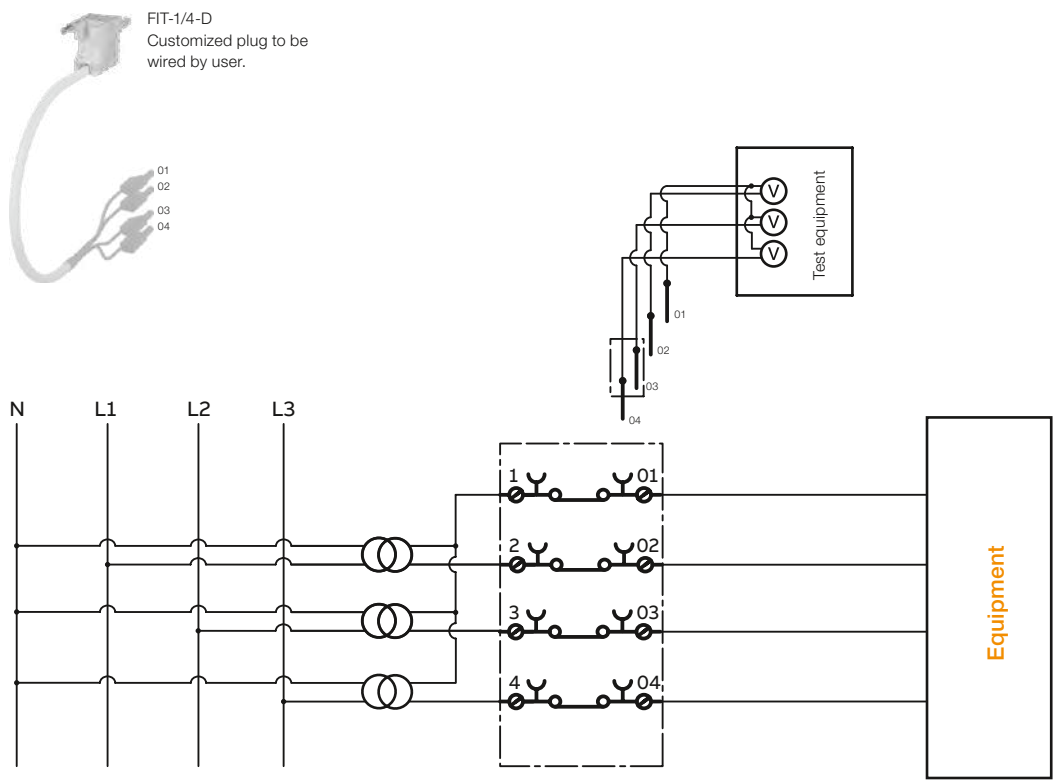 FIT-1/4-D
Customized plug to be
wired by user.
01
02
03
04
Test equipment
V
V
V
01
02
03
04
N L1 L2 L3
1 01
2 02
3 03
4 04
Equipment